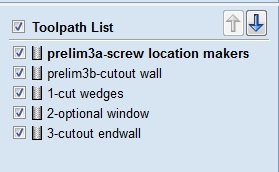 Toolpath List
prelim3a-screw location makers
prelim3b-cutout wall
1-cut wedges
2-optional window
3-cutout endwall